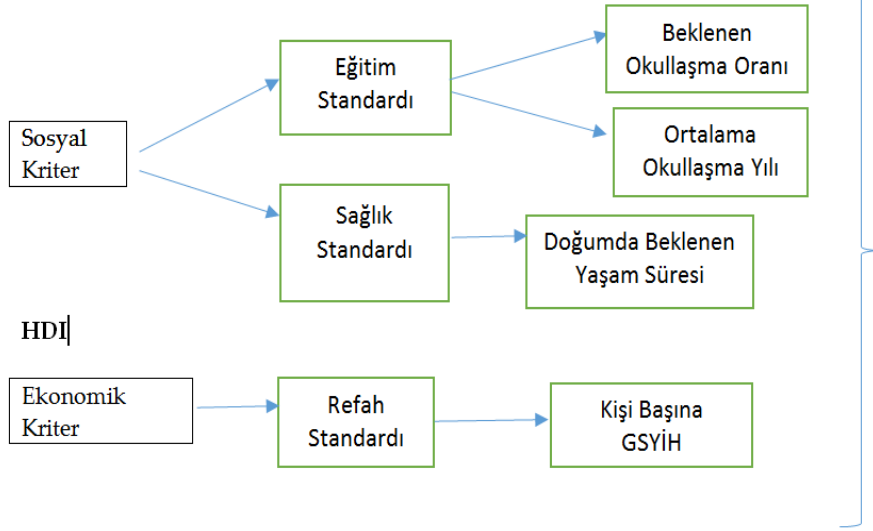 Sosyal
Kriter
Eğitim
Standardı
Beklenen
Okullaşma Oranı
Ortalama
Okullaşma Yılı
Sağlık
Standardı
Doğumda Beklenen
Yaşam Süresi
HDI
Ekonomik
Kriter
Refah
Standardı
Kişi Başına
GSYİH